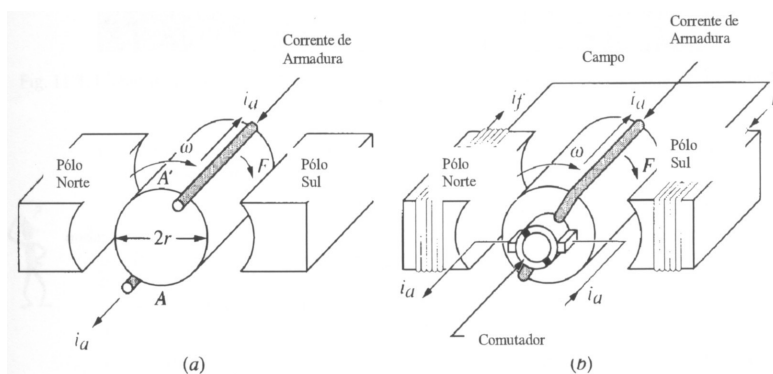 Corrente de
Armadura
i_a
Pólo
Norte
ω
A'
F
Pólo
Sul
2r
A
i_a
(a)
Corrente de
Armadura
Campo
i_f
i_a
Pólo
Norte
ω
F
Pólo
Sul
i_a
i_a
Comutador
(b)